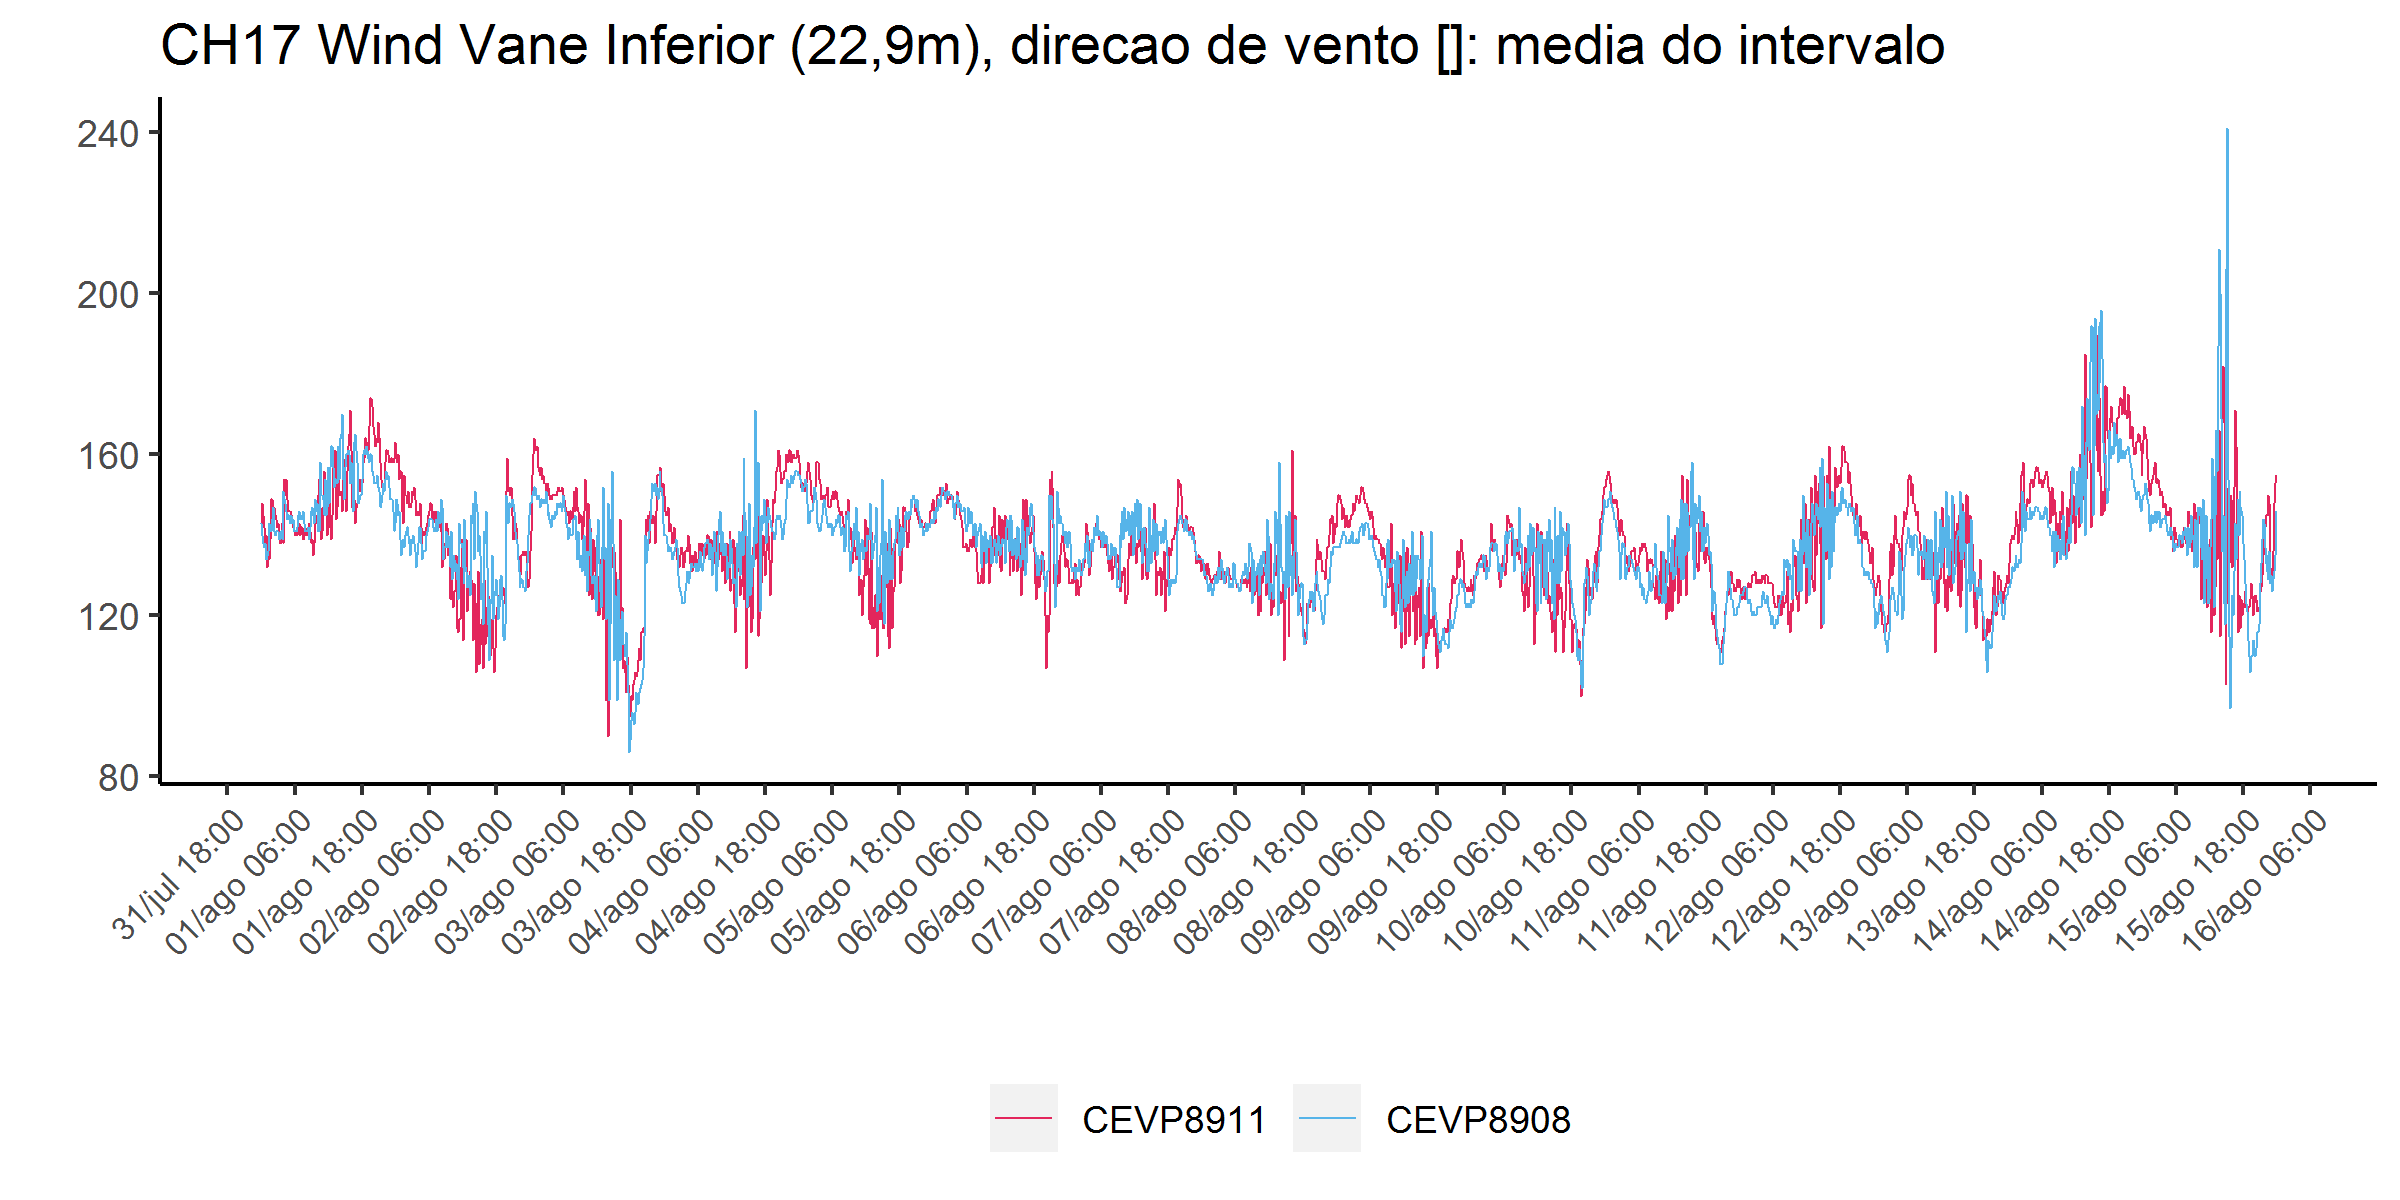 CH17 Wind Vane Inferior (22,9m), direcao de vento []: media do intervalo
240
200
160
120
80
31/jul 18:00
01/ago 06:00
01/ago 18:00
02/ago 06:00
02/ago 18:00
03/ago 06:00
03/ago 18:00
04/ago 06:00
04/ago 18:00
05/ago 06:00
05/ago 18:00
06/ago 06:00
06/ago 18:00
07/ago 06:00
07/ago 18:00
08/ago 06:00
08/ago 18:00
09/ago 06:00
09/ago 18:00
10/ago 06:00
10/ago 18:00
11/ago 06:00
11/ago 18:00
12/ago 06:00
12/ago 18:00
13/ago 06:00
13/ago 18:00
14/ago 06:00
14/ago 18:00
15/ago 06:00
15/ago 18:00
16/ago 06:00
CEVP8911
CEVP8908